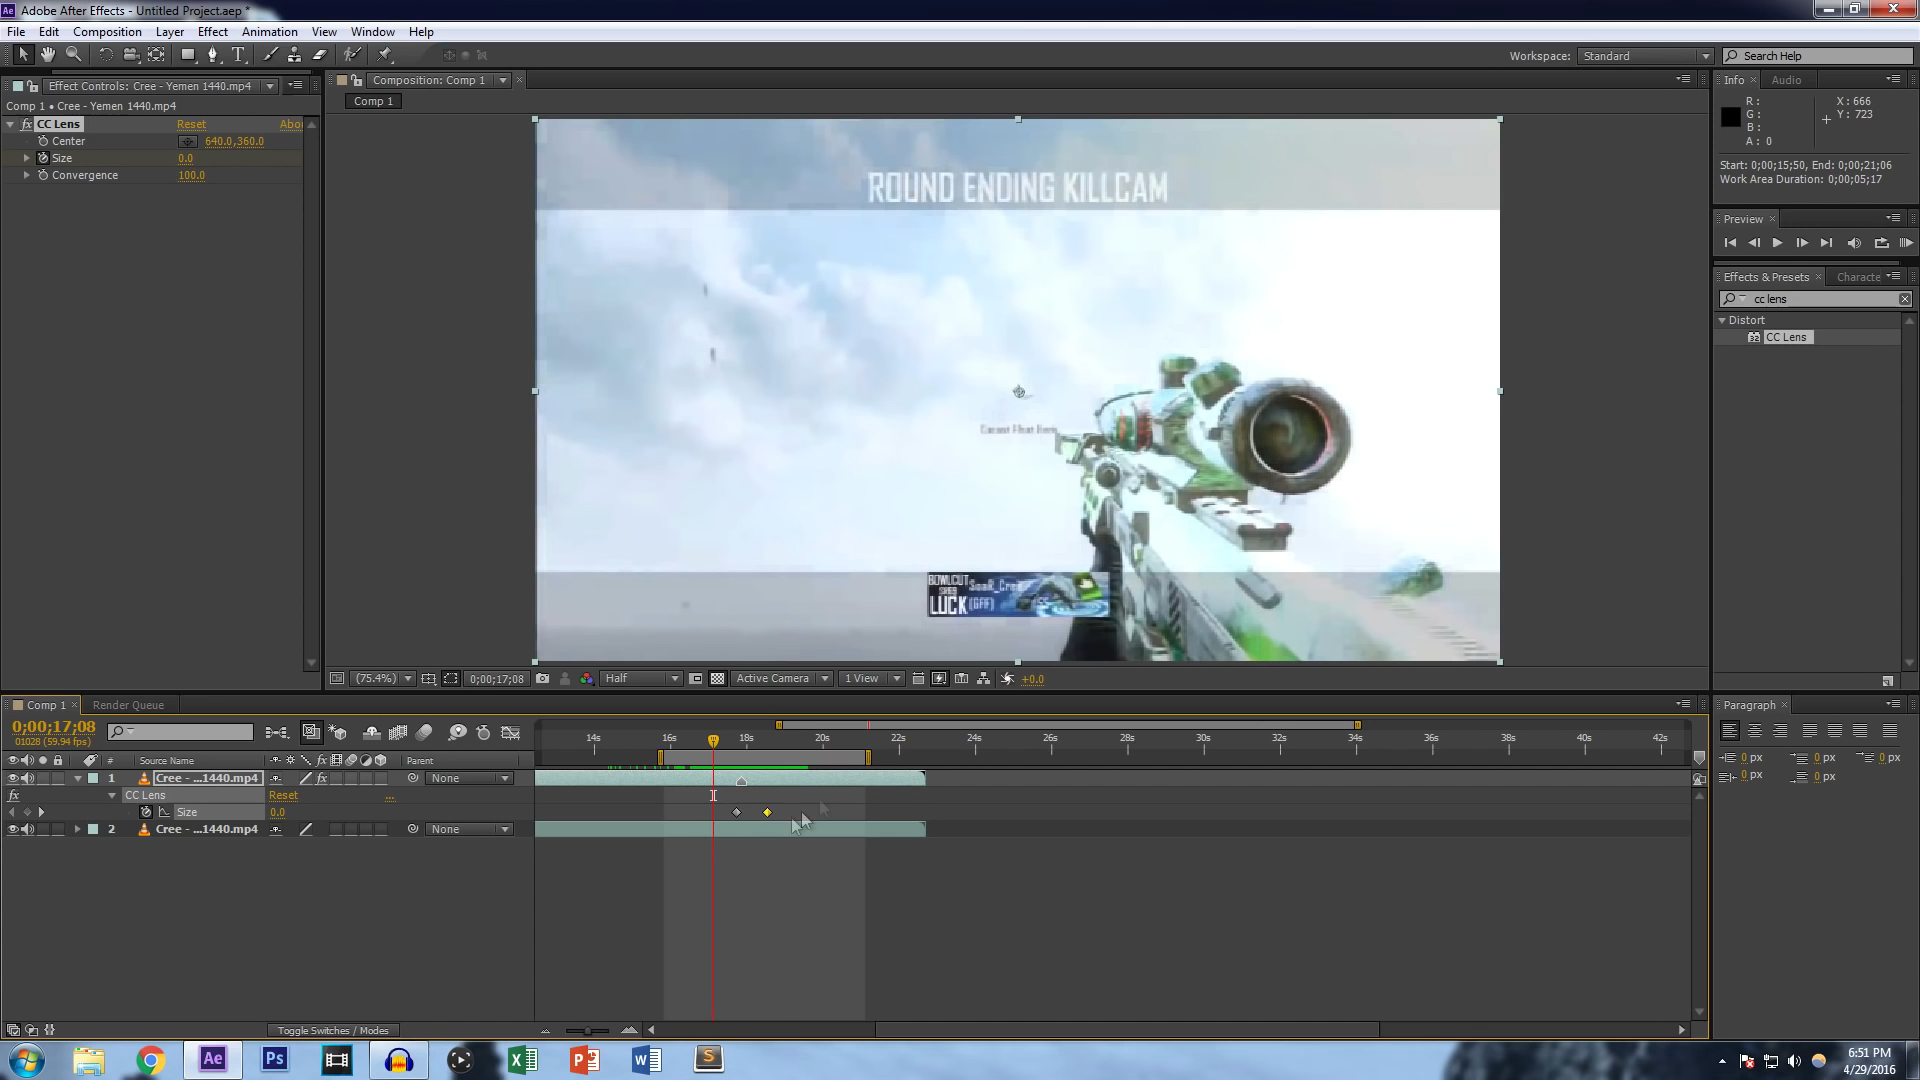 Adobe After Effects - Untitled Project.aep *
File Edit Composition Layer Effect Animation View Window Help
Workspace: Standard Search Help
Effect Controls: Cree - Yemen 1440.mp4
Comp 1 • Cree - Yemen 1440.mp4
fx CC Lens Reset Abo
Center 640.0,360.0
Size 0.0
Convergence 100.0
Composition: Comp 1
Comp 1
ROUND ENDING KILLCAM
BOWLCUT
LUCK
(75.4%) 0;00;17;08 Half Active Camera 1 View +0.0
Info Audio
R: X: 666
G: Y: 723
B:
A: 0
Start: 0;00;15;50, End: 0;00;21;06
Work Area Duration: 0;00;05;17
Preview
Effects & Presets Characte
cc lens
Distort
32 CC Lens
Paragraph
0 px 0 px 0 px
0 px 0 px
Comp 1 Render Queue
0;00;17;08
01028 (59.94 fps)
14s 16s 18s 20s 22s 24s 26s 28s 30s 32s 34s 36s 38s 40s 42s
# Source Name fx Parent
1 Cree - ...1440.mp4 fx None
fx CC Lens Reset ...
Size 0.0
2 Cree - ...1440.mp4 None
Toggle Switches / Modes
Ae Ps S
6:51 PM
4/29/2016